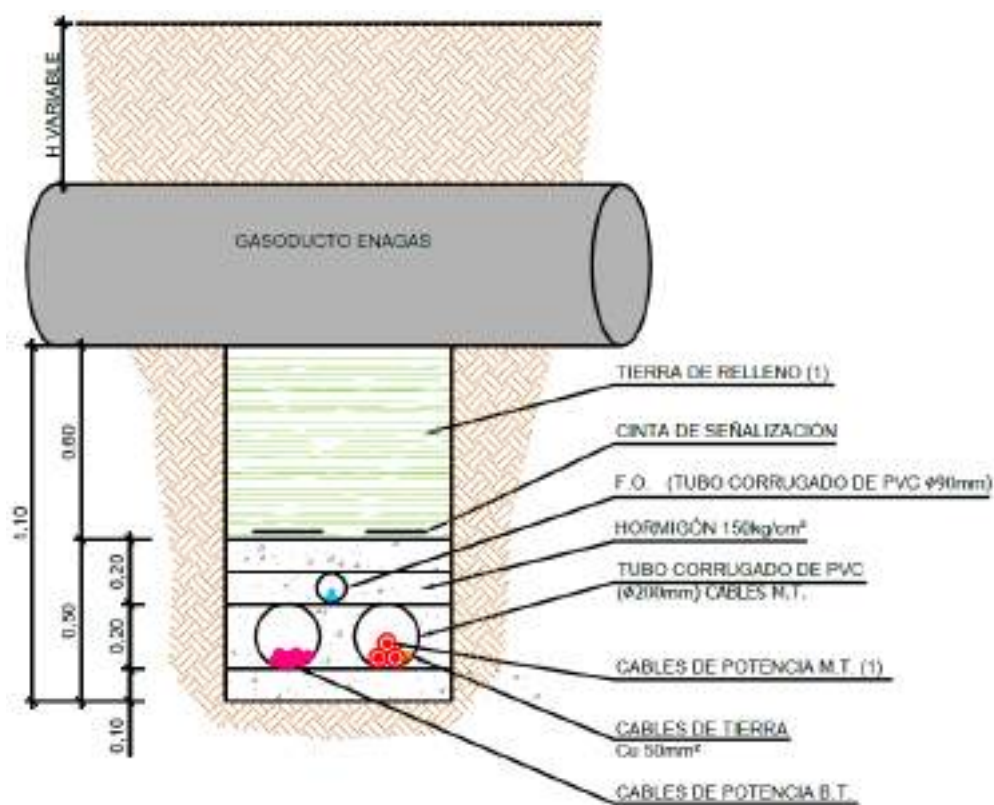 H VARIABLE
GASODUCTO ENAGAS
TIERRA DE RELLENO (1)
CINTA DE SEÑALIZACIÓN
F.O. (TUBO CORRUGADO DE PVC Ø90mm)
HORMIGÓN 150kg/cm²
TUBO CORRUGADO DE PVC
(Ø200mm) CABLES M.T.
CABLES DE POTENCIA M.T. (1)
CABLES DE TIERRA
Cu 50mm²
CABLES DE POTENCIA B.T.
1,10
0,60
0,50
0,20
0,20
0,10